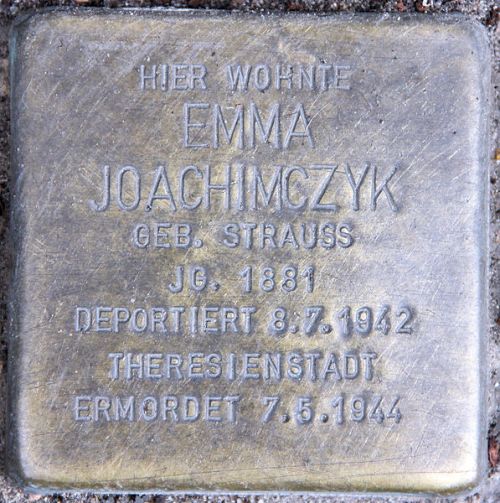 HIER WOHNTE
EMMA
JOACHIMCZYK
GEB. STRAUSS
JG. 1881
DEPORTIERT 8.7.1942
THERESIENSTADT
ERMORDET 7.5.1944